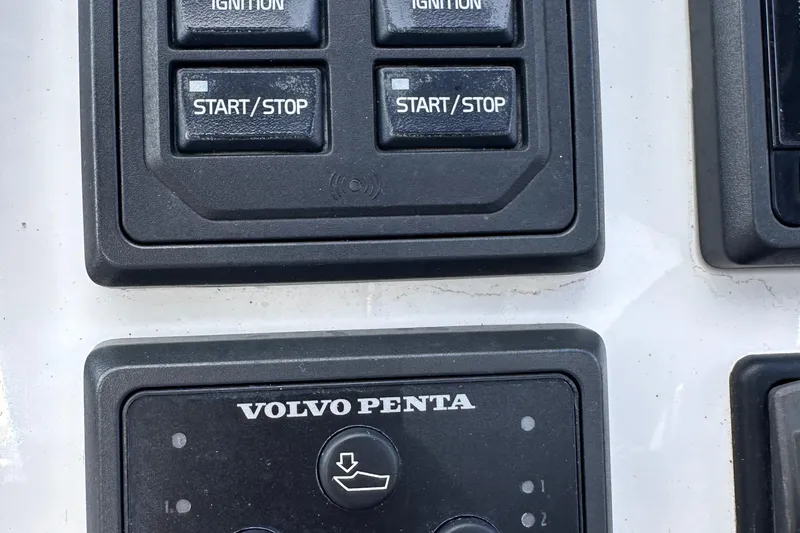 IGNITION IGNITION
START/STOP START/STOP
VOLVO PENTA
1
1 2